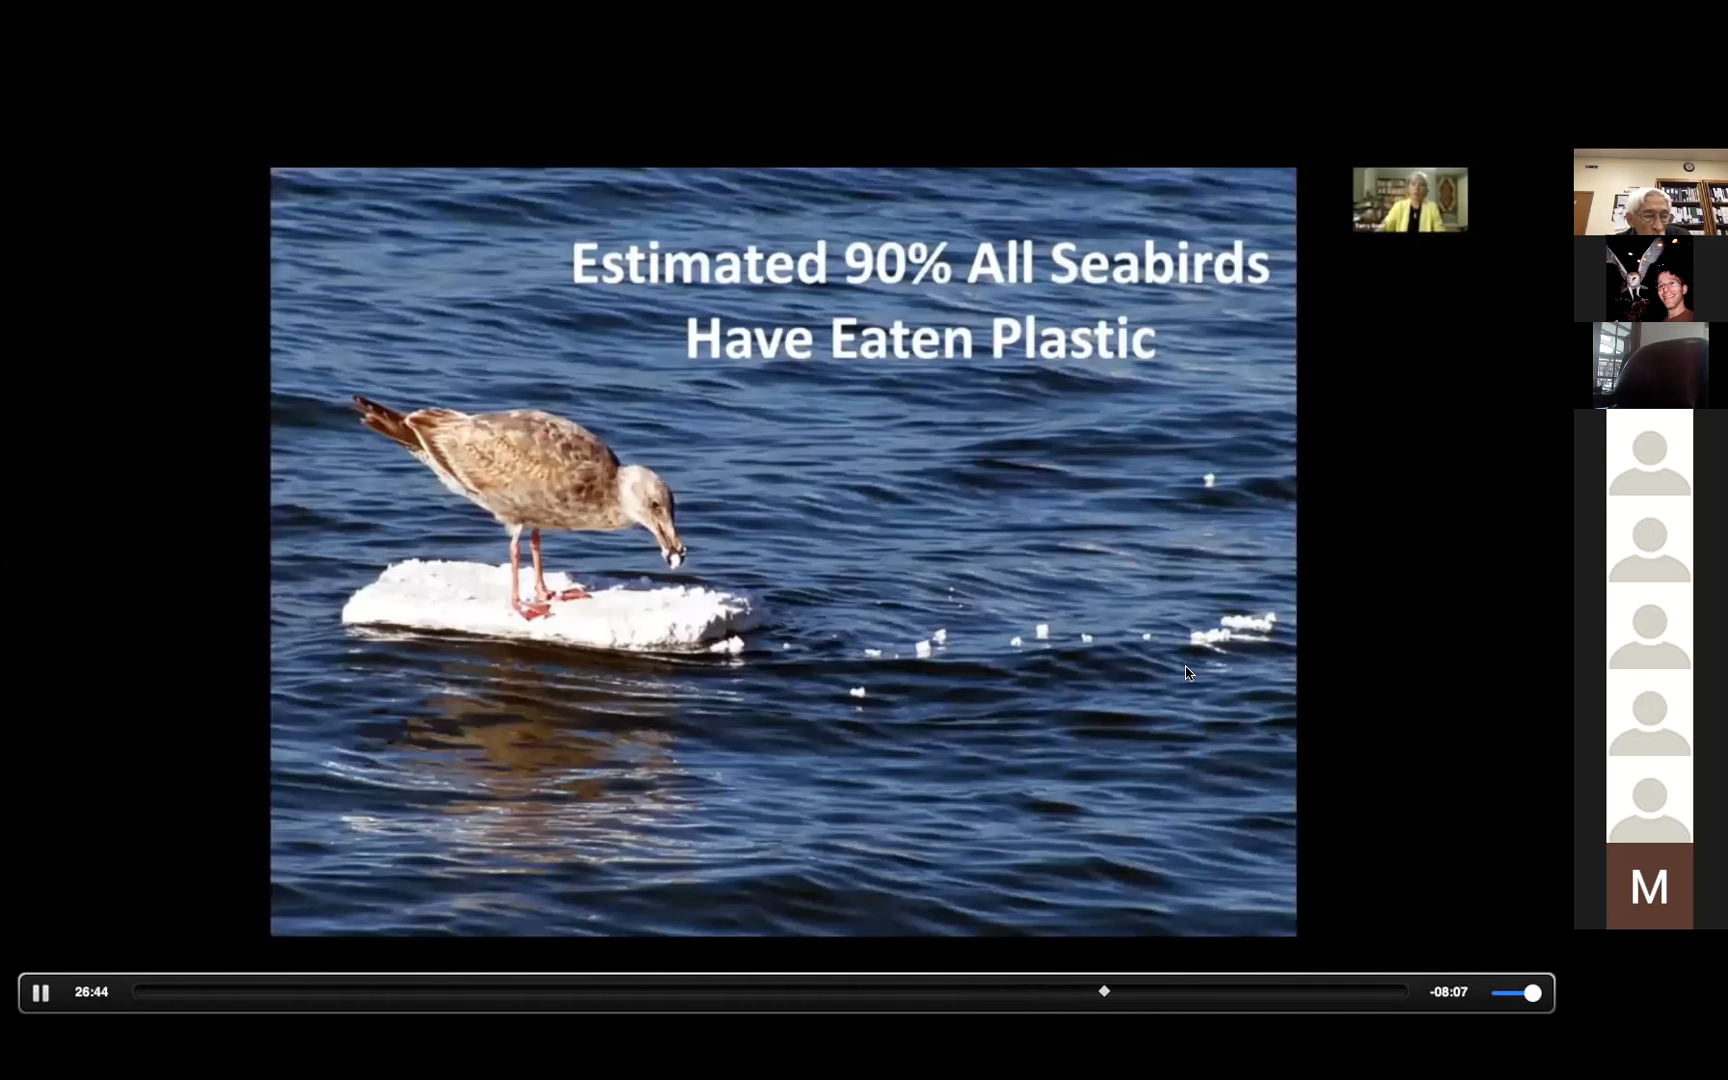 Estimated 90% All Seabirds
Have Eaten Plastic
M
26:44
-08:07